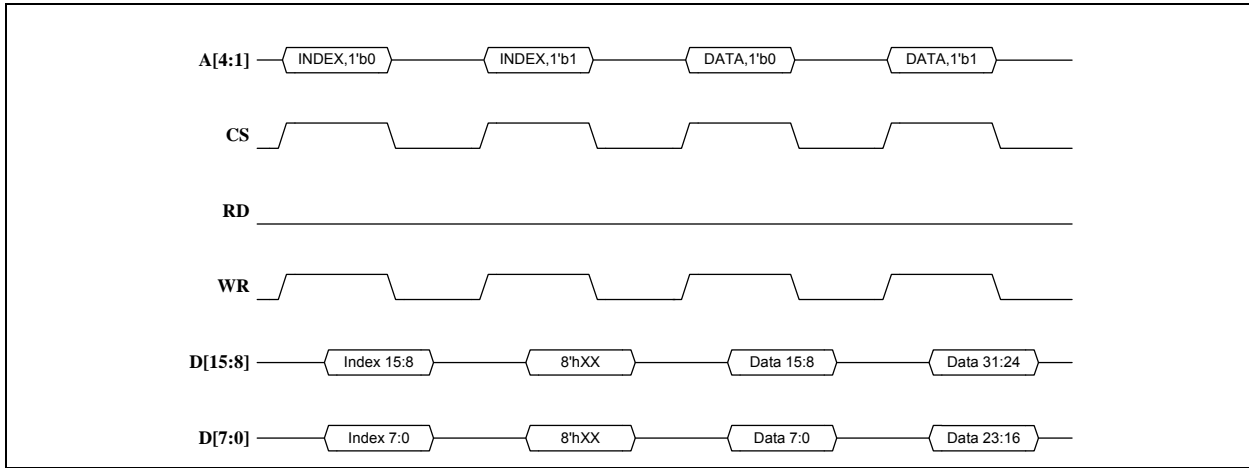 A[4:1] INDEX,1'b0 INDEX,1'b1 DATA,1'b0 DATA,1'b1
CS
RD
WR
D[15:8] Index 15:8 8'hXX Data 15:8 Data 31:24
D[7:0] Index 7:0 8'hXX Data 7:0 Data 23:16